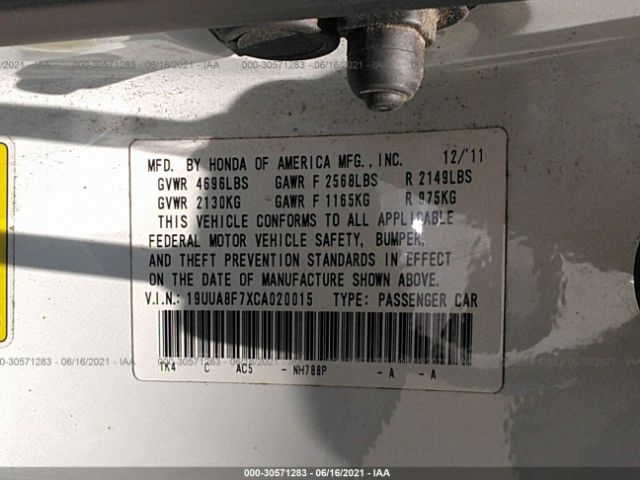 000-30571283 - 06/16/2021 - IAA
MFD. BY HONDA OF AMERICA MFG., INC. 12/'11
GVWR 4696LBS GAWR F 2568LBS R 2149LBS
GVWR 2130KG GAWR F 1165KG R 975KG
THIS VEHICLE CONFORMS TO ALL APPLICABLE
FEDERAL MOTOR VEHICLE SAFETY, BUMPER,
AND THEFT PREVENTION STANDARDS IN EFFECT
ON THE DATE OF MANUFACTURE SHOWN ABOVE.
V.I.N.: 19UUA8F7XCA020015 TYPE: PASSENGER CAR
TK4 C AC5 - NH788P - A - A
000-30571283 - 06/16/2021 - IAA